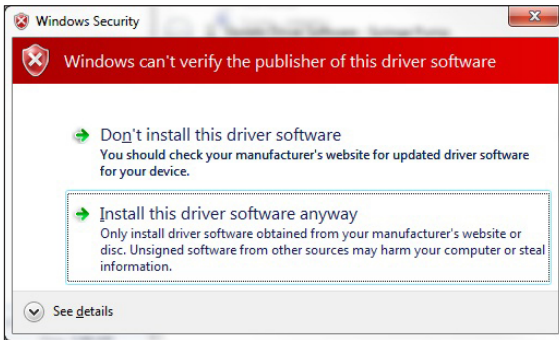 Windows Security
Windows can't verify the publisher of this driver software
Don't install this driver software
You should check your manufacturer's website for updated driver software
for your device.
Install this driver software anyway
Only install driver software obtained from your manufacturer's website or
disc. Unsigned software from other sources may harm your computer or steal
information.
See details